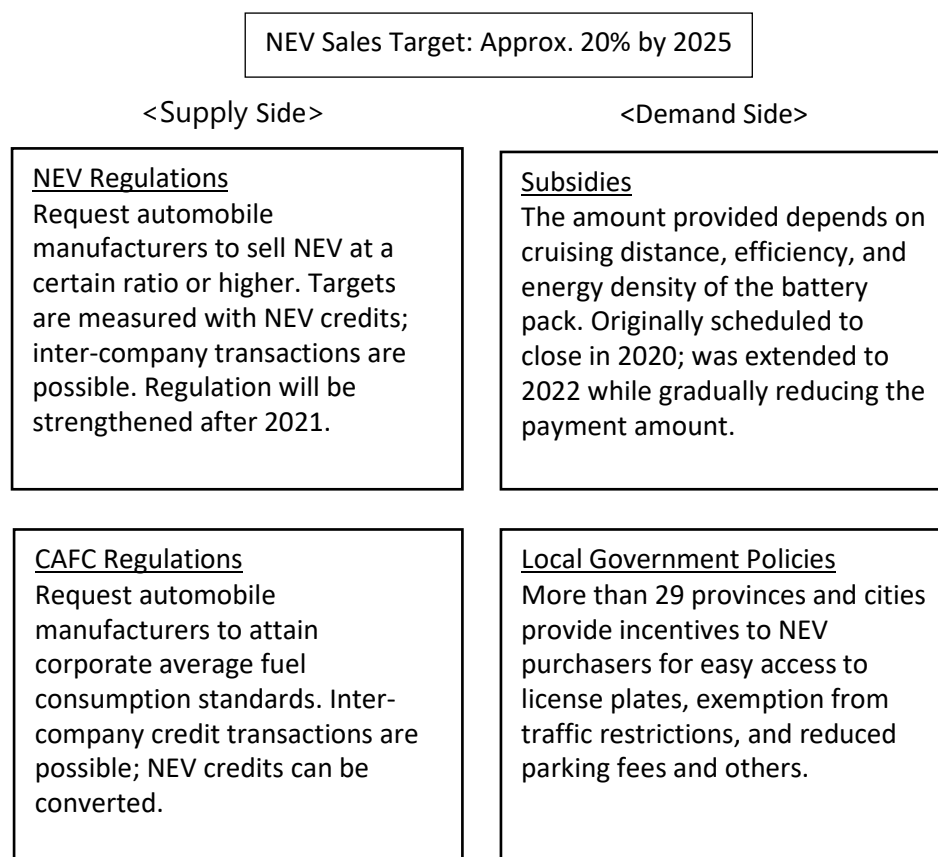 NEV Sales Target: Approx. 20% by 2025
<Supply Side>
<Demand Side>
NEV Regulations
Request automobile
manufacturers to sell NEV at a
certain ratio or higher. Targets
are measured with NEV credits;
inter-company transactions are
possible. Regulation will be
strengthened after 2021.
Subsidies
The amount provided depends on
cruising distance, efficiency, and
energy density of the battery
pack. Originally scheduled to
close in 2020; was extended to
2022 while gradually reducing the
payment amount.
CAFC Regulations
Request automobile
manufacturers to attain
corporate average fuel
consumption standards. Inter-
company credit transactions are
possible; NEV credits can be
converted.
Local Government Policies
More than 29 provinces and cities
provide incentives to NEV
purchasers for easy access to
license plates, exemption from
traffic restrictions, and reduced
parking fees and others.